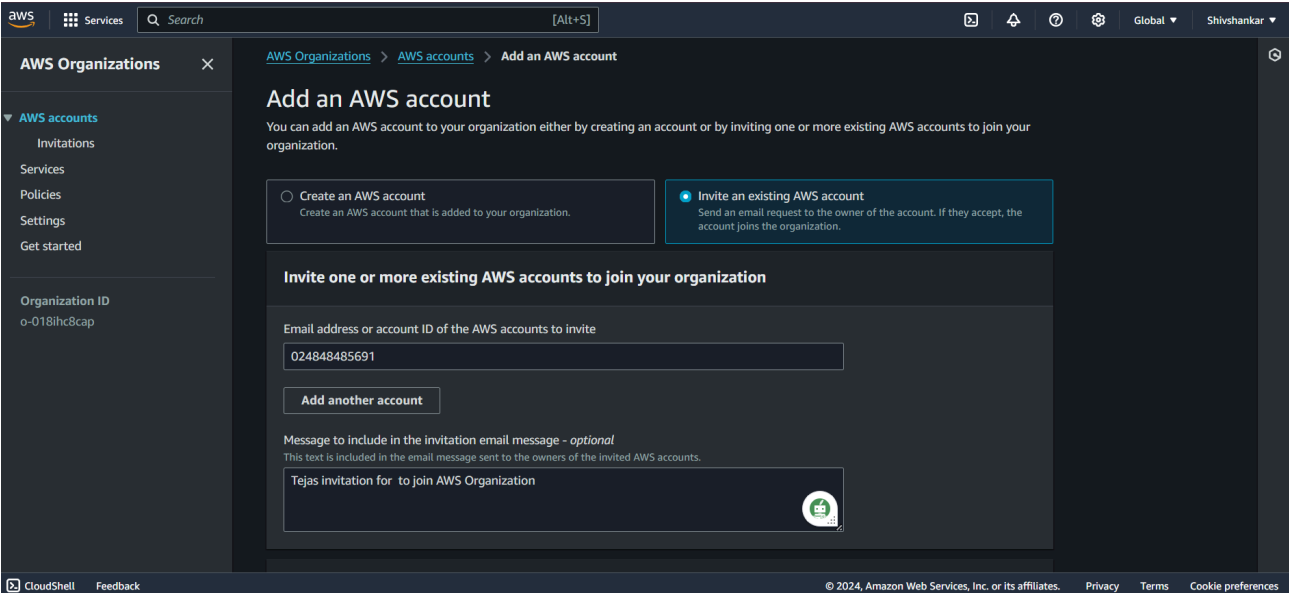 aws
Services
Search
[Alt+S]
Global
Shivshankar
AWS Organizations
AWS accounts
Invitations
Services
Policies
Settings
Get started
Organization ID
o-018ihc8cap
AWS Organizations > AWS accounts > Add an AWS account
Add an AWS account
You can add an AWS account to your organization either by creating an account or by inviting one or more existing AWS accounts to join your
organization.
Create an AWS account
Create an AWS account that is added to your organization.
Invite an existing AWS account
Send an email request to the owner of the account. If they accept, the
account joins the organization.
Invite one or more existing AWS accounts to join your organization
Email address or account ID of the AWS accounts to invite
024848485691
Add another account
Message to include in the invitation email message - optional
This text is included in the email message sent to the owners of the invited AWS accounts.
Tejas invitation for  to join AWS Organization
CloudShell
Feedback
© 2024, Amazon Web Services, Inc. or its affiliates.
Privacy
Terms
Cookie preferences